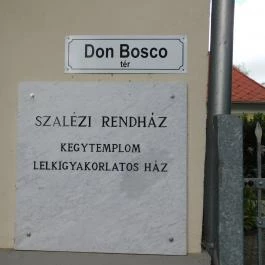 Don Bosco
tér
SZALÉZI RENDHÁZ
KEGYTEMPLOM
LELKIGYAKORLATOS HÁZ